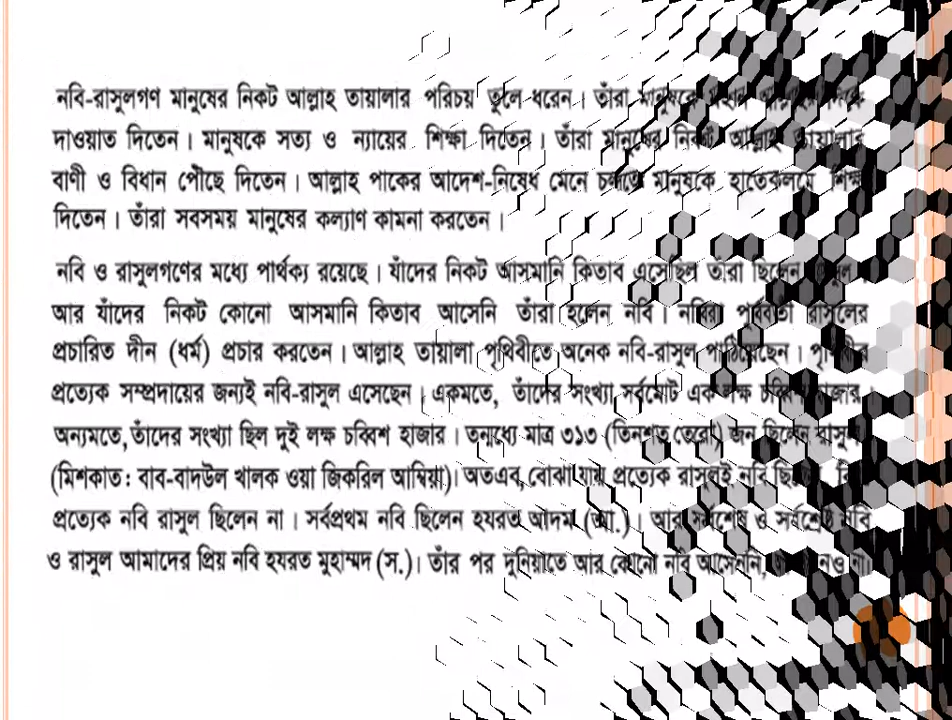 নবি-রাসুলগণ মানুষের নিকট আল্লাহ তায়ালার পরিচয় তুলে ধরেন। তাঁরা মানুষকে
দাওয়াত দিতেন। মানুষকে সত্য ও ন্যায়ের শিক্ষা দিতেন। তাঁরা মানুষের নিকট আল্লাহ তায়ালার
বাণী ও বিধান পৌঁছে দিতেন। আল্লাহ পাকের আদেশ-নিষেধ মেনে চলতে মানুষকে হাতেকলমে শিক্ষা
দিতেন। তাঁরা সবসময় মানুষের কল্যাণ কামনা করতেন।
নবি ও রাসুলগণের মধ্যে পার্থক্য রয়েছে। যাঁদের নিকট আসমানি কিতাব এসেছিল তাঁরা ছিলেন
আর যাঁদের নিকট কোনো আসমানি কিতাব আসেনি তাঁরা হলেন নবি। নবিরা পূর্ববর্তী রাসুলের
প্রচারিত দীন (ধর্ম) প্রচার করতেন। আল্লাহ তায়ালা পৃথিবীতে অনেক নবি-রাসুল পাঠিয়েছেন। পৃথিবীর
প্রত্যেক সম্প্রদায়ের জন্যই নবি-রাসুল এসেছেন। একমতে, তাঁদের সংখ্যা সর্বমোট এক লক্ষ চব্বিশ হাজার
অন্যমতে, তাঁদের সংখ্যা ছিল দুই লক্ষ চব্বিশ হাজার। তন্মধ্যে মাত্র ৩১৩ (তিনশত তেরো) জন ছিলেন রাসুল
(মিশকাত: বাব-বাদউল খালক ওয়া জিকরিল আম্বিয়া)। অতএব, বোঝা যায় প্রত্যেক রাসুলই নবি
প্রত্যেক নবি রাসুল ছিলেন না। সর্বপ্রথম নবি ছিলেন হযরত আদম (আ.)। আর সর্বশেষ ও সর্বশ্রেষ্ঠ নবি
ও রাসুল আমাদের প্রিয় নবি হযরত মুহাম্মদ (স.)। তাঁর পর দুনিয়াতে আর কোনো নবি আসেননি,